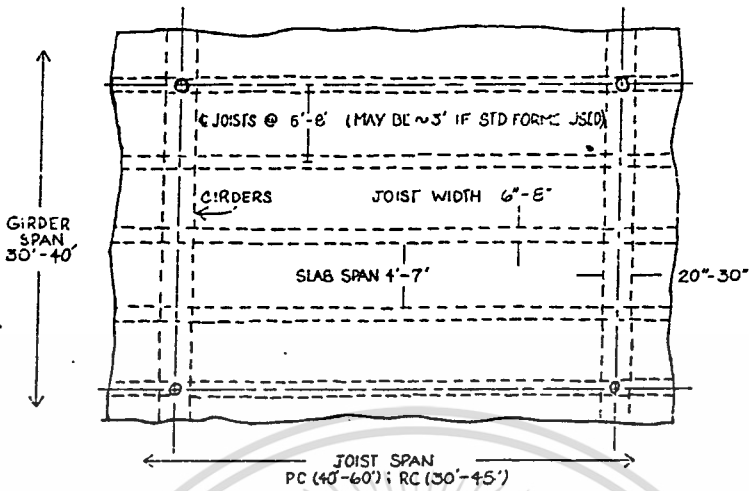 ℄ JOISTS @ 6'-8' (MAY BE ~3' IF STD FORMS USED)
GIRDERS
JOIST WIDTH 6"-8"
GIRDER
SPAN
30'-40'
SLAB SPAN 4'-7'
20"-30"
JOIST SPAN
PC (40'-60'); RC (30'-45')